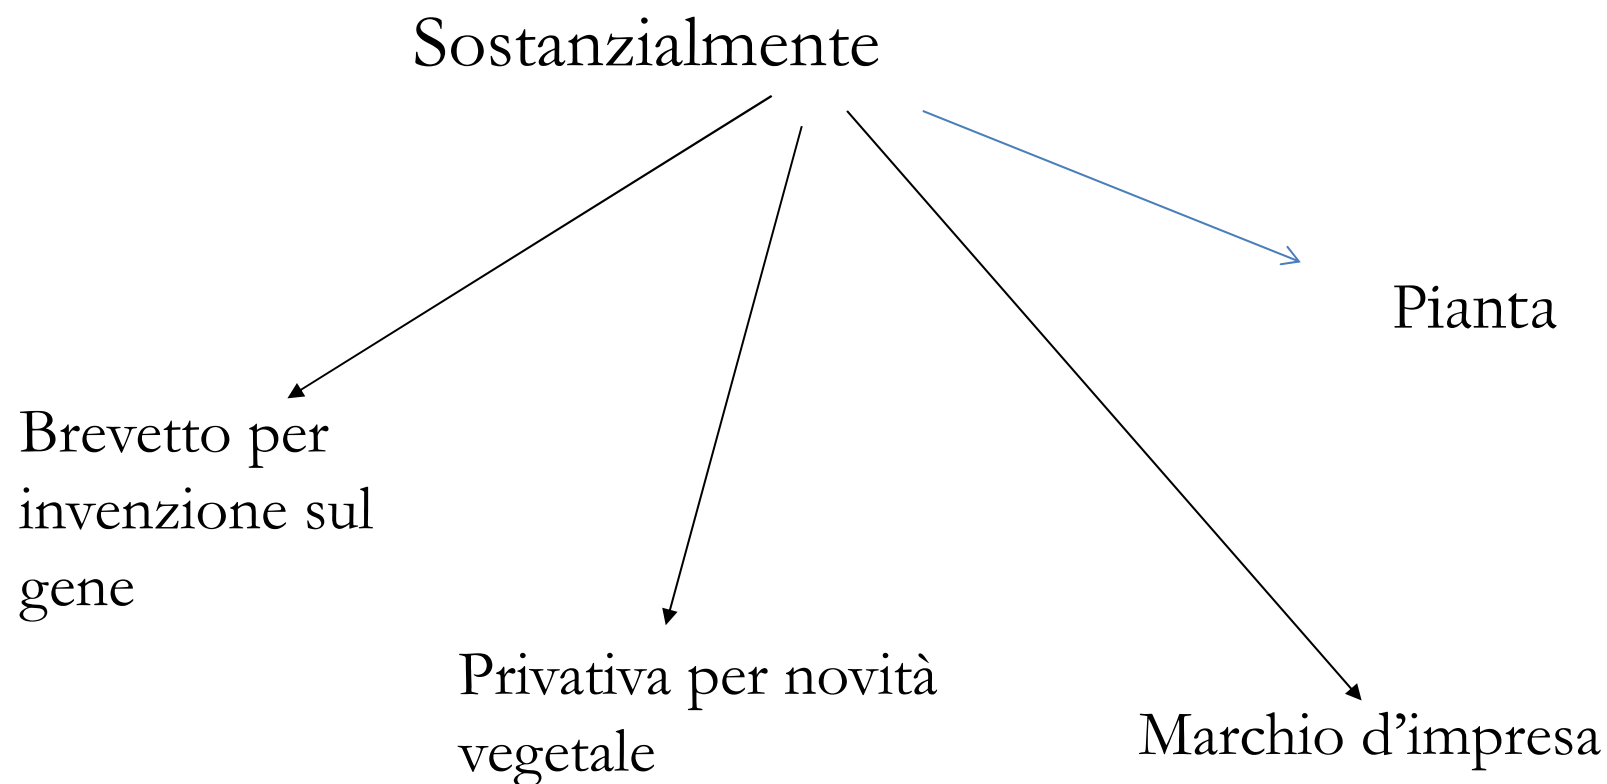 Sostanzialmente
Pianta
Brevetto per
invenzione sul
gene
Privativa per novità
vegetale
Marchio d’impresa